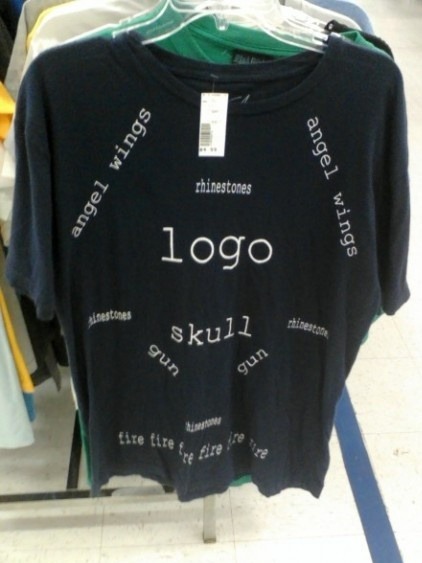 angel wings
angel wings
rhinestones
logo
rhinestones
skull
rhinestones
gun
gun
rhinestones
fire fire fire fire fire fire